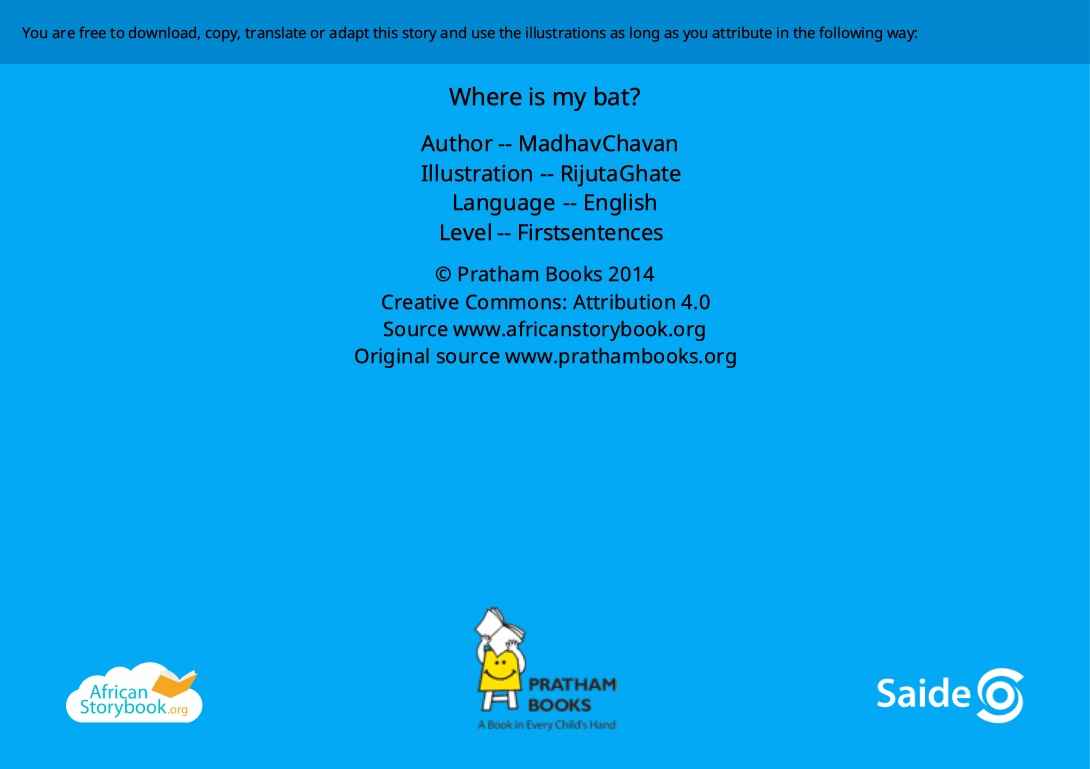 You are free to download, copy, translate or adapt this story and use the illustrations as long as you attribute in the following way:
Where is my bat?
Author -- MadhavChavan
Illustration -- RijutaGhate
Language -- English
Level -- Firstsentences
© Pratham Books 2014
Creative Commons: Attribution 4.0
Source www.africanstorybook.org
Original source www.prathambooks.org
African
Storybook.org
PRATHAM
BOOKS
A Book in Every Child's Hand
Saide